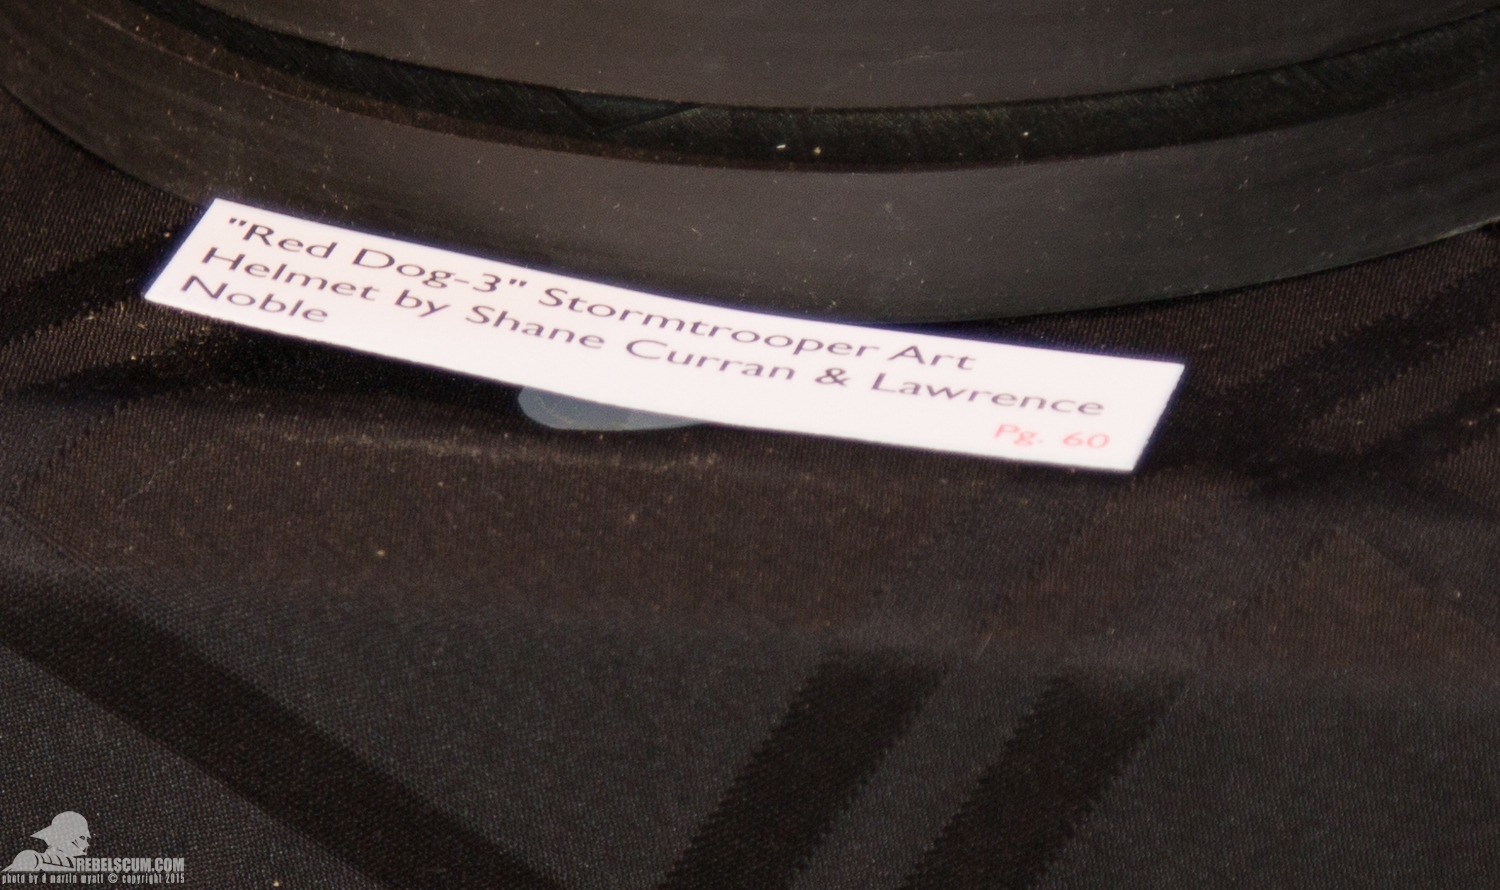 "Red Dog-3" Stormtrooper Art
Helmet by Shane Curran & Lawrence
Noble
Pg. 60
REBELSCUM.COM
photo by d martin myatt © copyright 2015